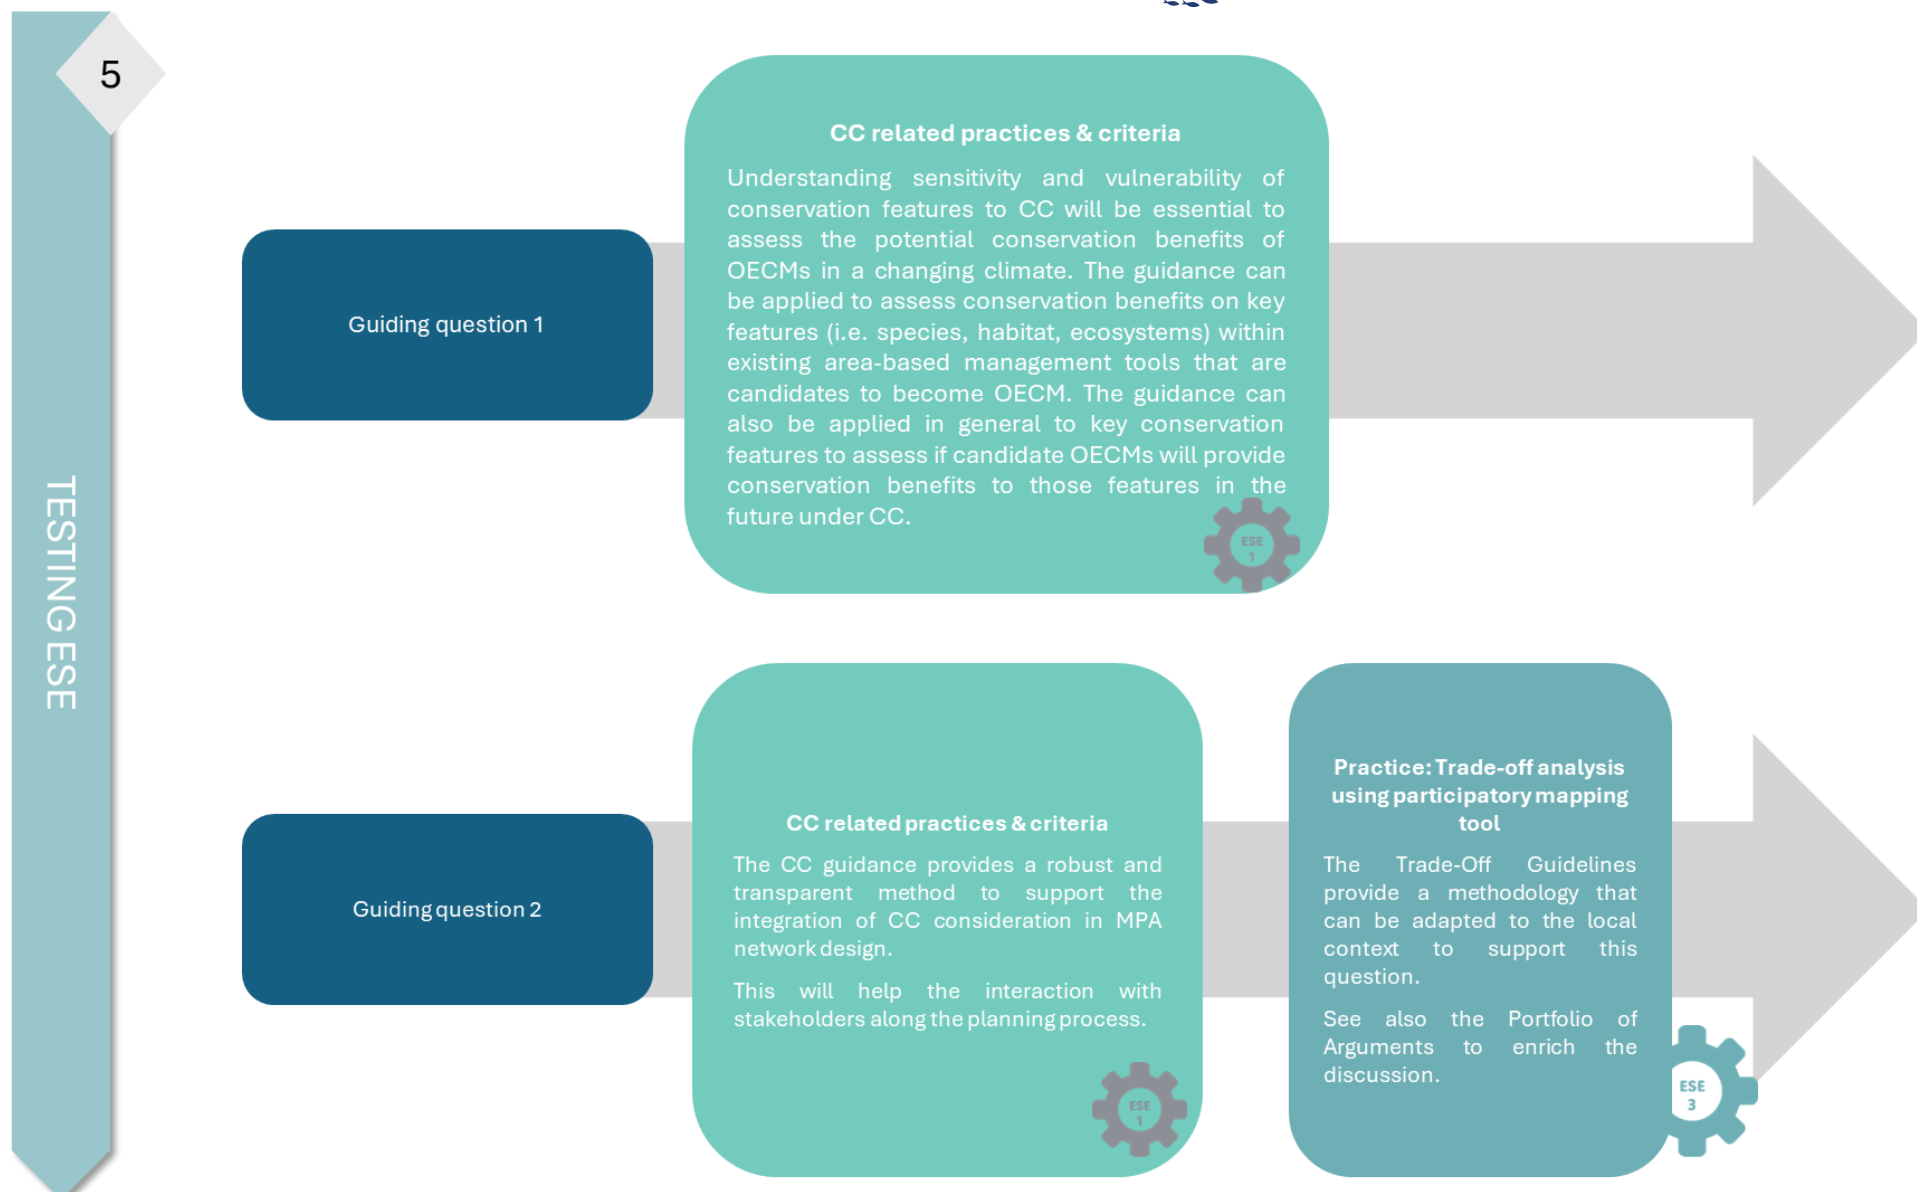 5
TESTING ESE
Guiding question 1
CC related practices & criteria
Understanding sensitivity and vulnerability of
conservation features to CC will be essential to
assess the potential conservation benefits of
OECMs in a changing climate. The guidance can
be applied to assess conservation benefits on key
features (i.e. species, habitat, ecosystems) within
existing area-based management tools that are
candidates to become OECM. The guidance can
also be applied in general to key conservation
features to assess if candidate OECMs will provide
conservation benefits to those features in the
future under CC.
ESE
1
Guiding question 2
CC related practices & criteria
The CC guidance provides a robust and
transparent method to support the
integration of CC consideration in MPA
network design.
This will help the interaction with
stakeholders along the planning process.
ESE
1
Practice: Trade-off analysis
using participatory mapping
tool
The Trade-Off Guidelines
provide a methodology that
can be adapted to the local
context to support this
question.
See also the Portfolio of
Arguments to enrich the
discussion.
ESE
3